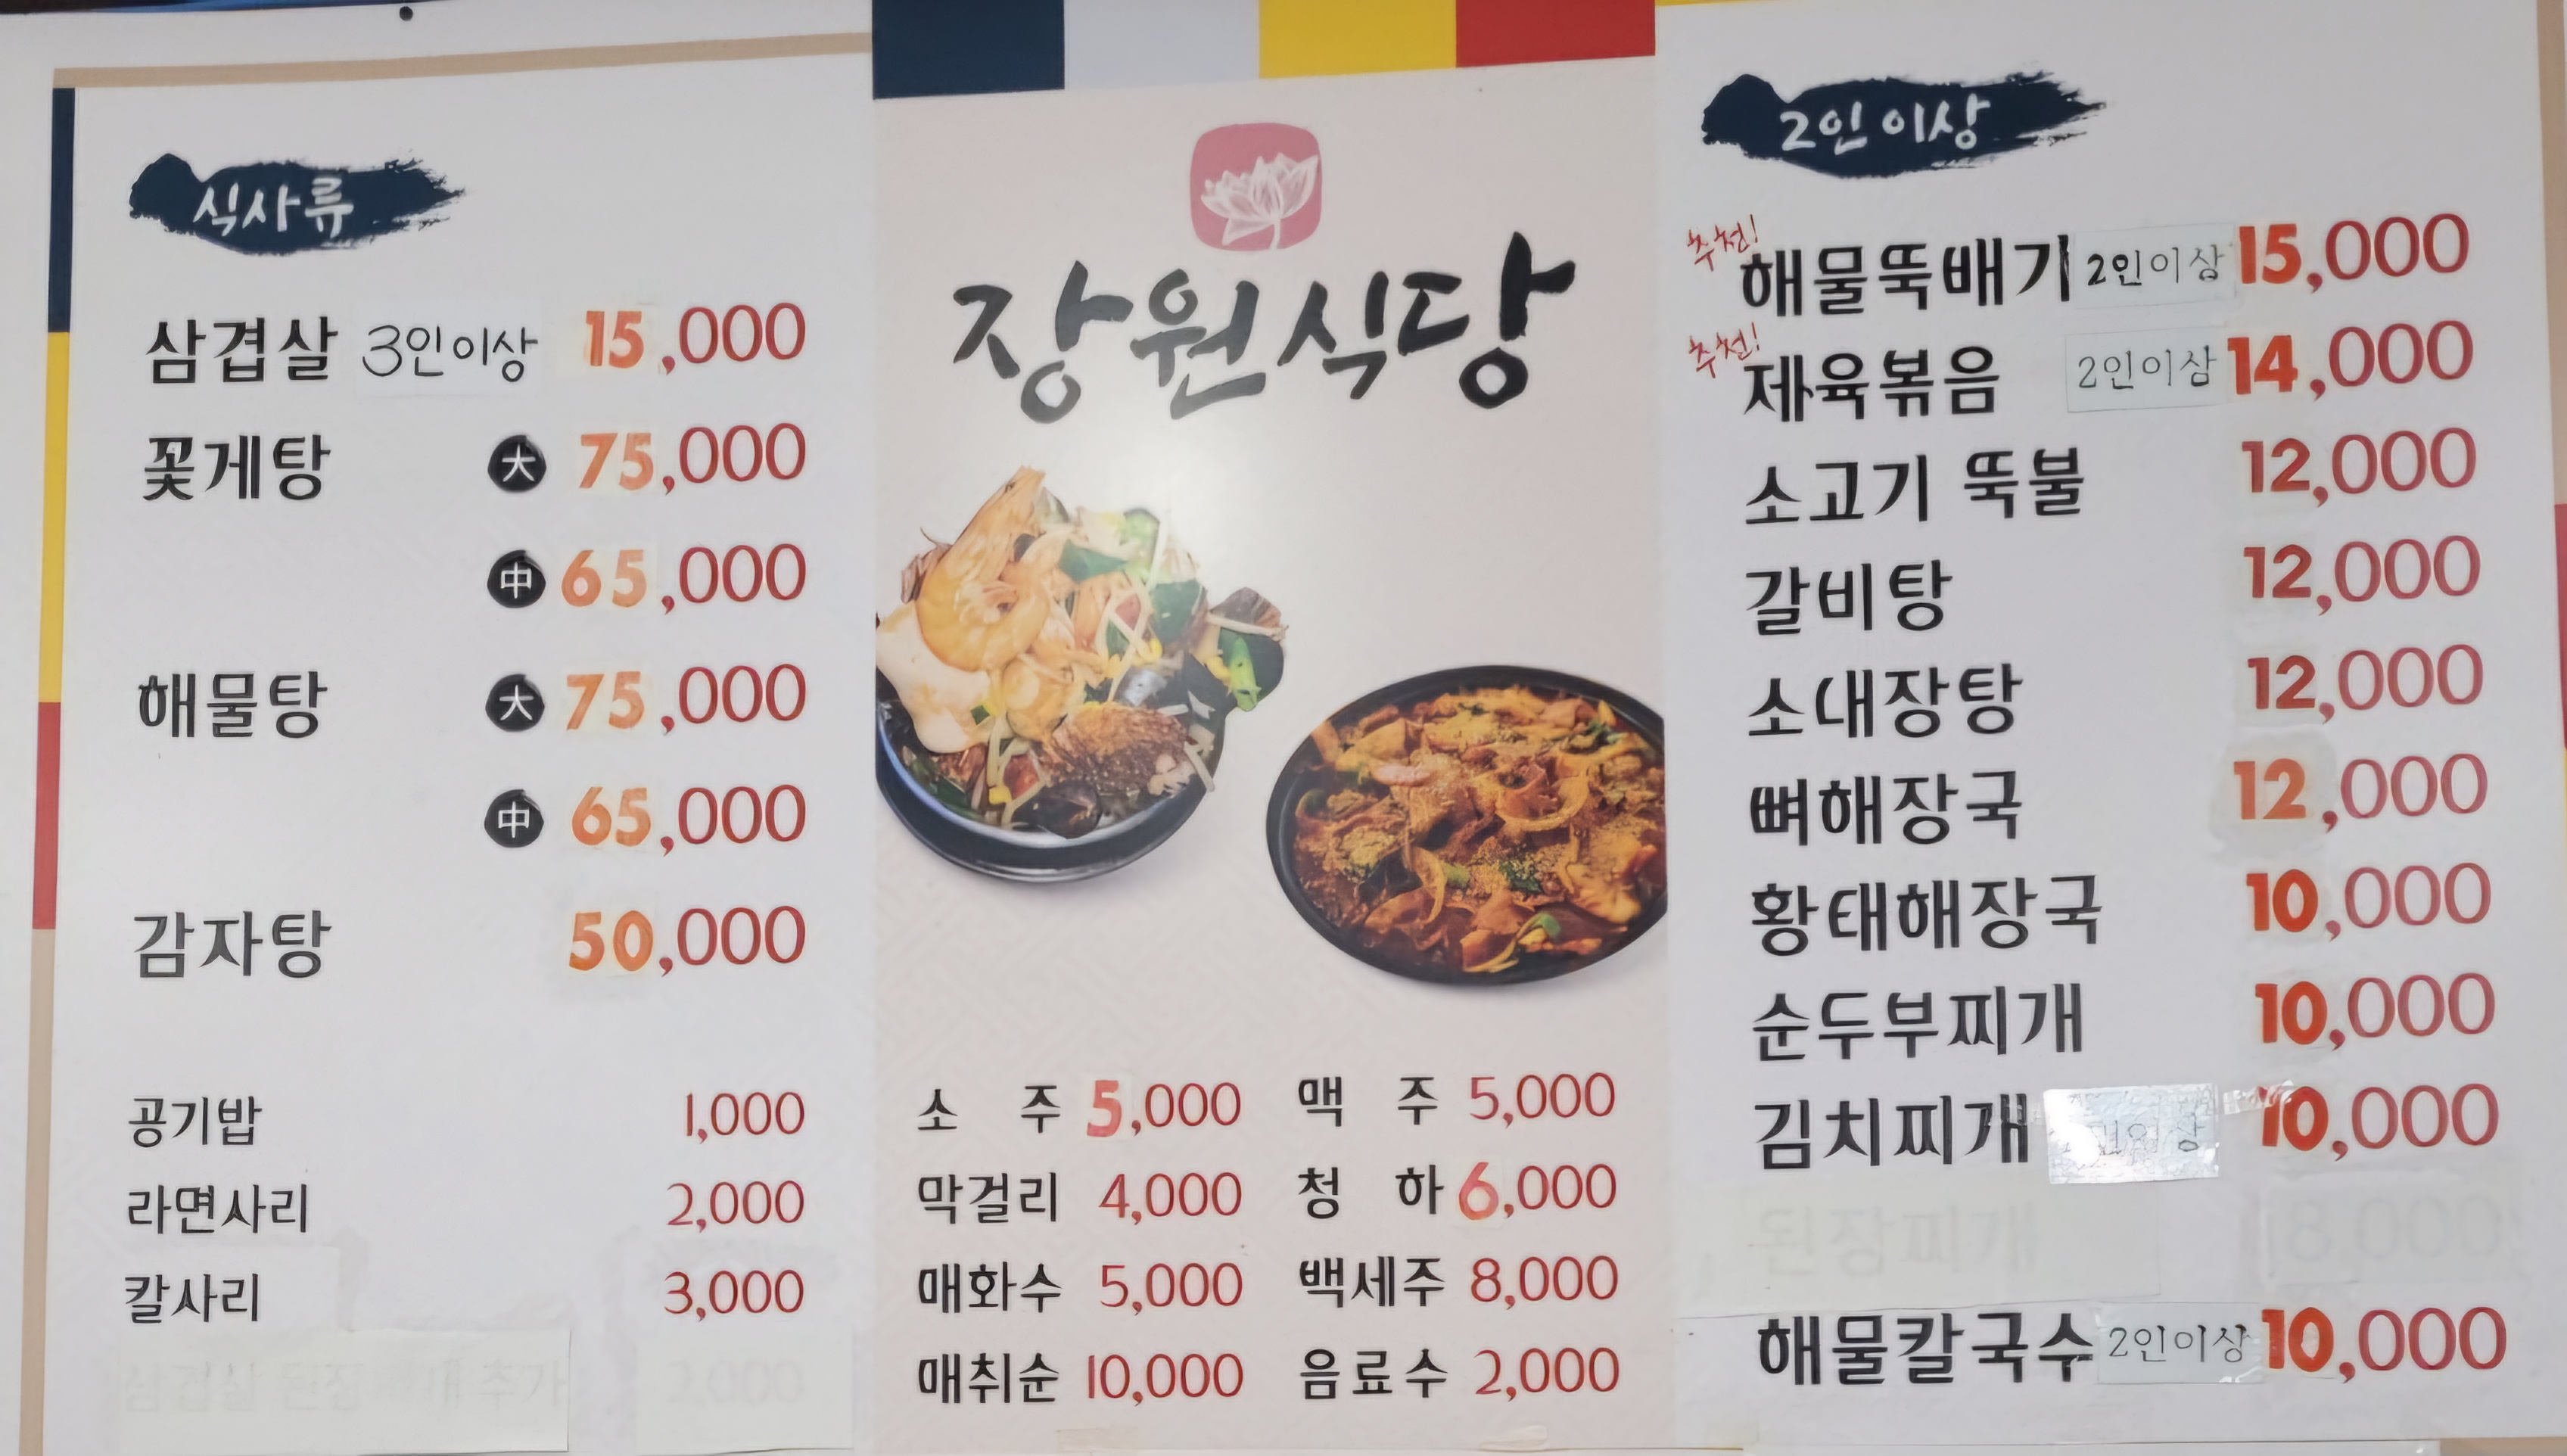 식사류
삼겹살 3인이상 15,000
꽃게탕 大 75,000
中 65,000
해물탕 大 75,000
中 65,000
감자탕 50,000
공기밥 1,000
라면사리 2,000
칼사리 3,000
2,000
장원식당
소 주 5,000 맥 주 5,000
막걸리 4,000 청 하 6,000
매화수 5,000 백세주 8,000
매취순 10,000 음료수 2,000
2인 이상
추천!
해물뚝배기 2인이상 15,000
추천!
제육볶음 2인이상 14,000
소고기 뚝불 12,000
갈비탕 12,000
소내장탕 12,000
뼈해장국 12,000
황태해장국 10,000
순두부찌개 10,000
김치찌개 10,000
된장찌개 8,000
해물칼국수 2인이상 10,000